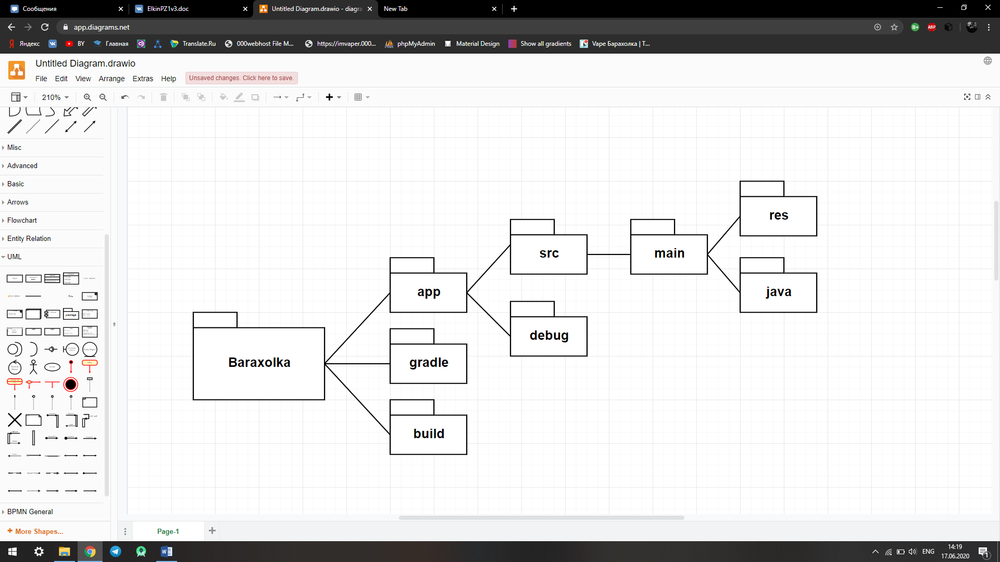 Сообщения
ElkinPZ1v3.doc
Untitled Diagram.drawio - diagra
New Tab
app.diagrams.net
Яндекс
BY
Главная
Translate.Ru
000webhost File M...
https://imvaper.000...
phpMyAdmin
Material Design
Show all gradients
Vape Барахолка | T...
Untitled Diagram.drawio
File Edit View Arrange Extras Help
Unsaved changes. Click here to save.
210%
Misc
Advanced
Basic
Arrows
Flowchart
Entity Relation
UML
package
BPMN General
+ More Shapes...
res
src
main
app
java
debug
Baraxolka
gradle
build
Page-1
ENG
14:19
17.06.2020
1